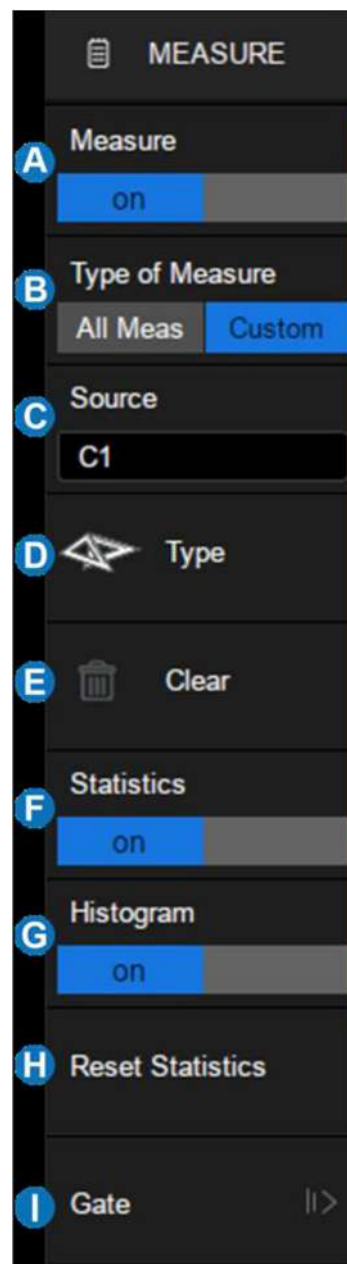 MEASURE
A
Measure
on
B
Type of Measure
All Meas Custom
C
Source
C1
D
Type
E
Clear
F
Statistics
on
G
Histogram
on
H
Reset Statistics
I
Gate